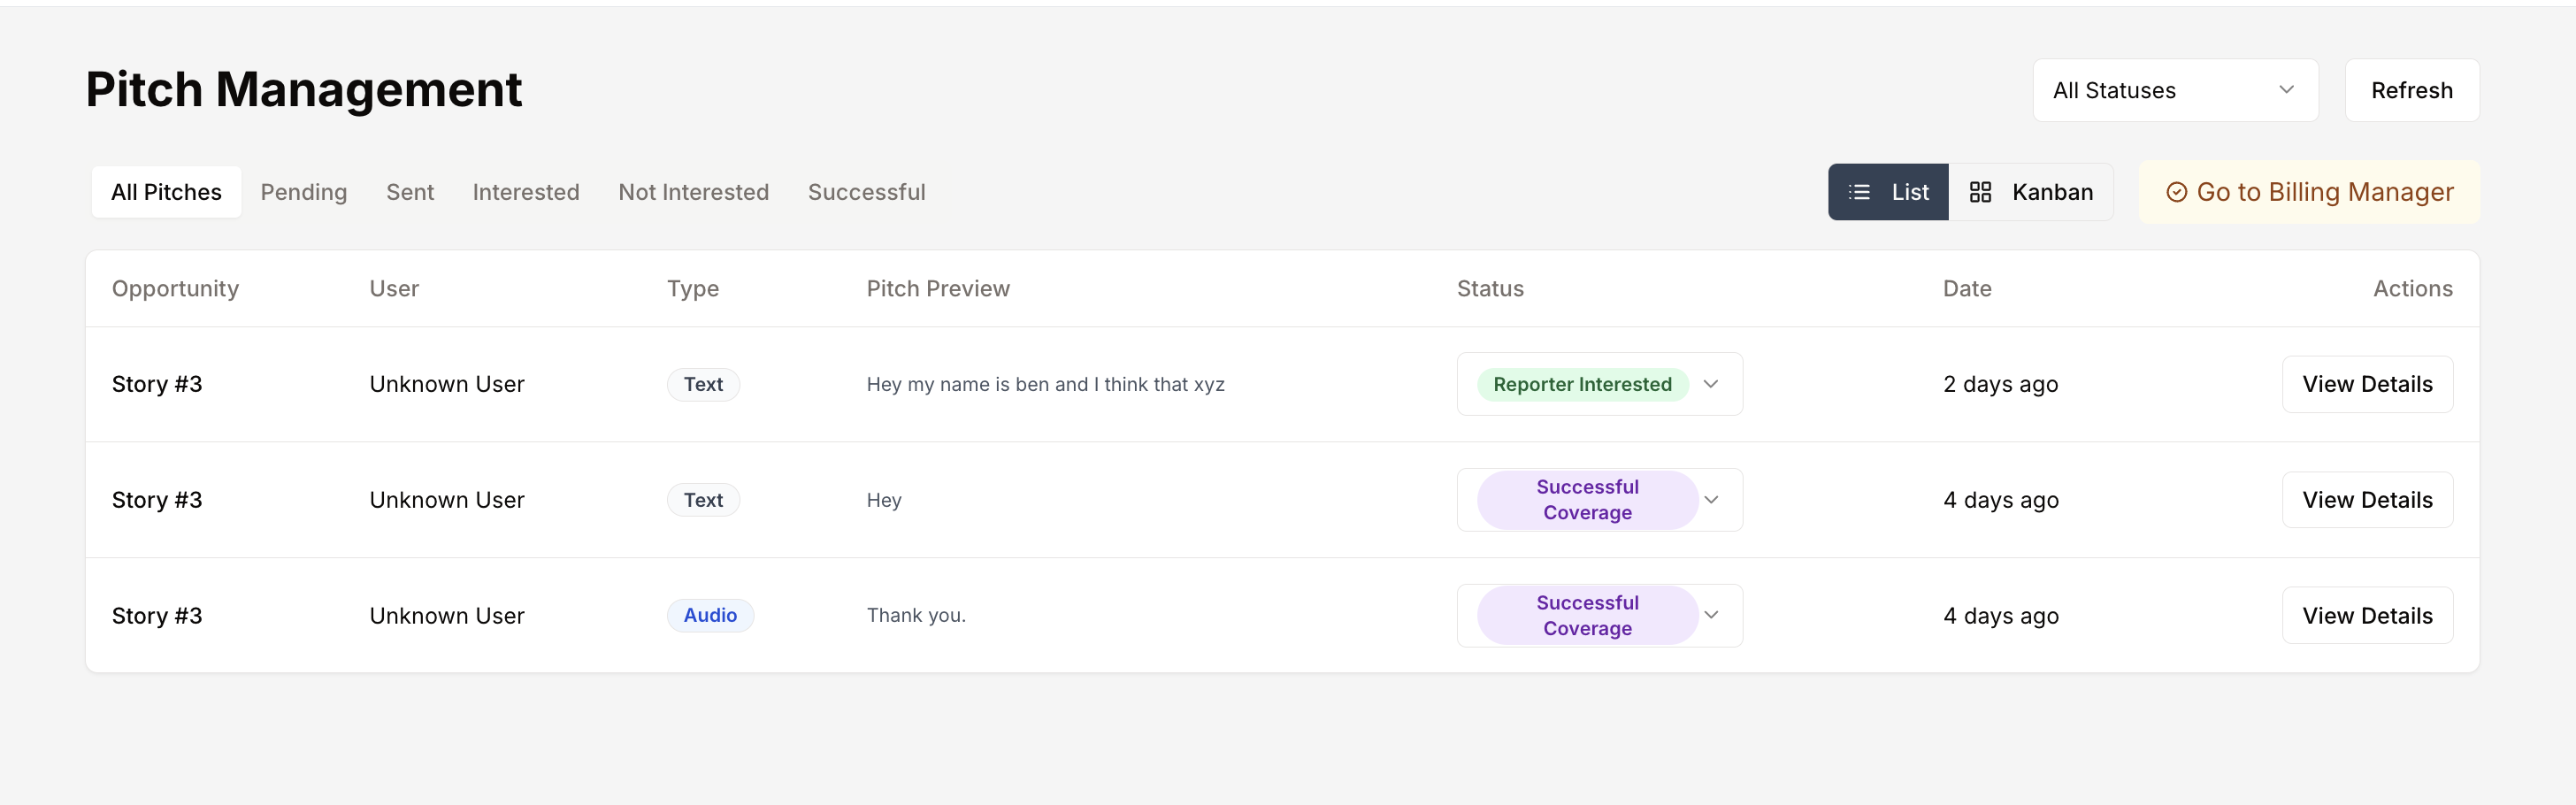 Pitch Management
All Statuses
Refresh
All Pitches Pending Sent Interested Not Interested Successful
List Kanban
Go to Billing Manager
Opportunity User Type Pitch Preview Status Date Actions
Story #3 Unknown User Text Hey my name is ben and I think that xyz Reporter Interested 2 days ago View Details
Story #3 Unknown User Text Hey Successful
Coverage 4 days ago View Details
Story #3 Unknown User Audio Thank you. Successful
Coverage 4 days ago View Details